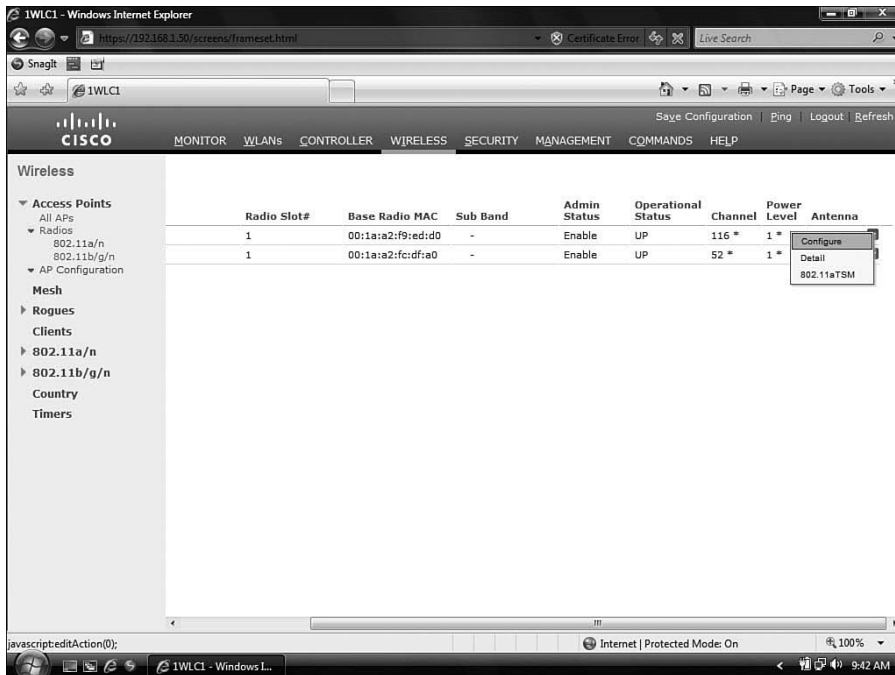 1WLC1 - Windows Internet Explorer
https://192.168.1.50/screens/frameset.html
Certificate Error
Live Search
SnagIt
1WLC1
Page
Tools
Save Configuration | Ping | Logout | Refresh
CISCO
MONITOR WLANs CONTROLLER WIRELESS SECURITY MANAGEMENT COMMANDS HELP
Wireless
Access Points
All APs
Radios
802.11a/n
802.11b/g/n
AP Configuration
Mesh
Rogues
Clients
802.11a/n
802.11b/g/n
Country
Timers
Radio Slot# Base Radio MAC Sub Band Admin Status Operational Status Channel Power Level Antenna
1 00:1a:a2:f9:ed:d0 - Enable UP 116 * 1 *
1 00:1a:a2:fc:df:a0 - Enable UP 52 * 1 *
Configure
Detail
802.11aTSM
javascript:editAction(0);
Internet | Protected Mode: On
100%
1WLC1 - Windows I...
9:42 AM